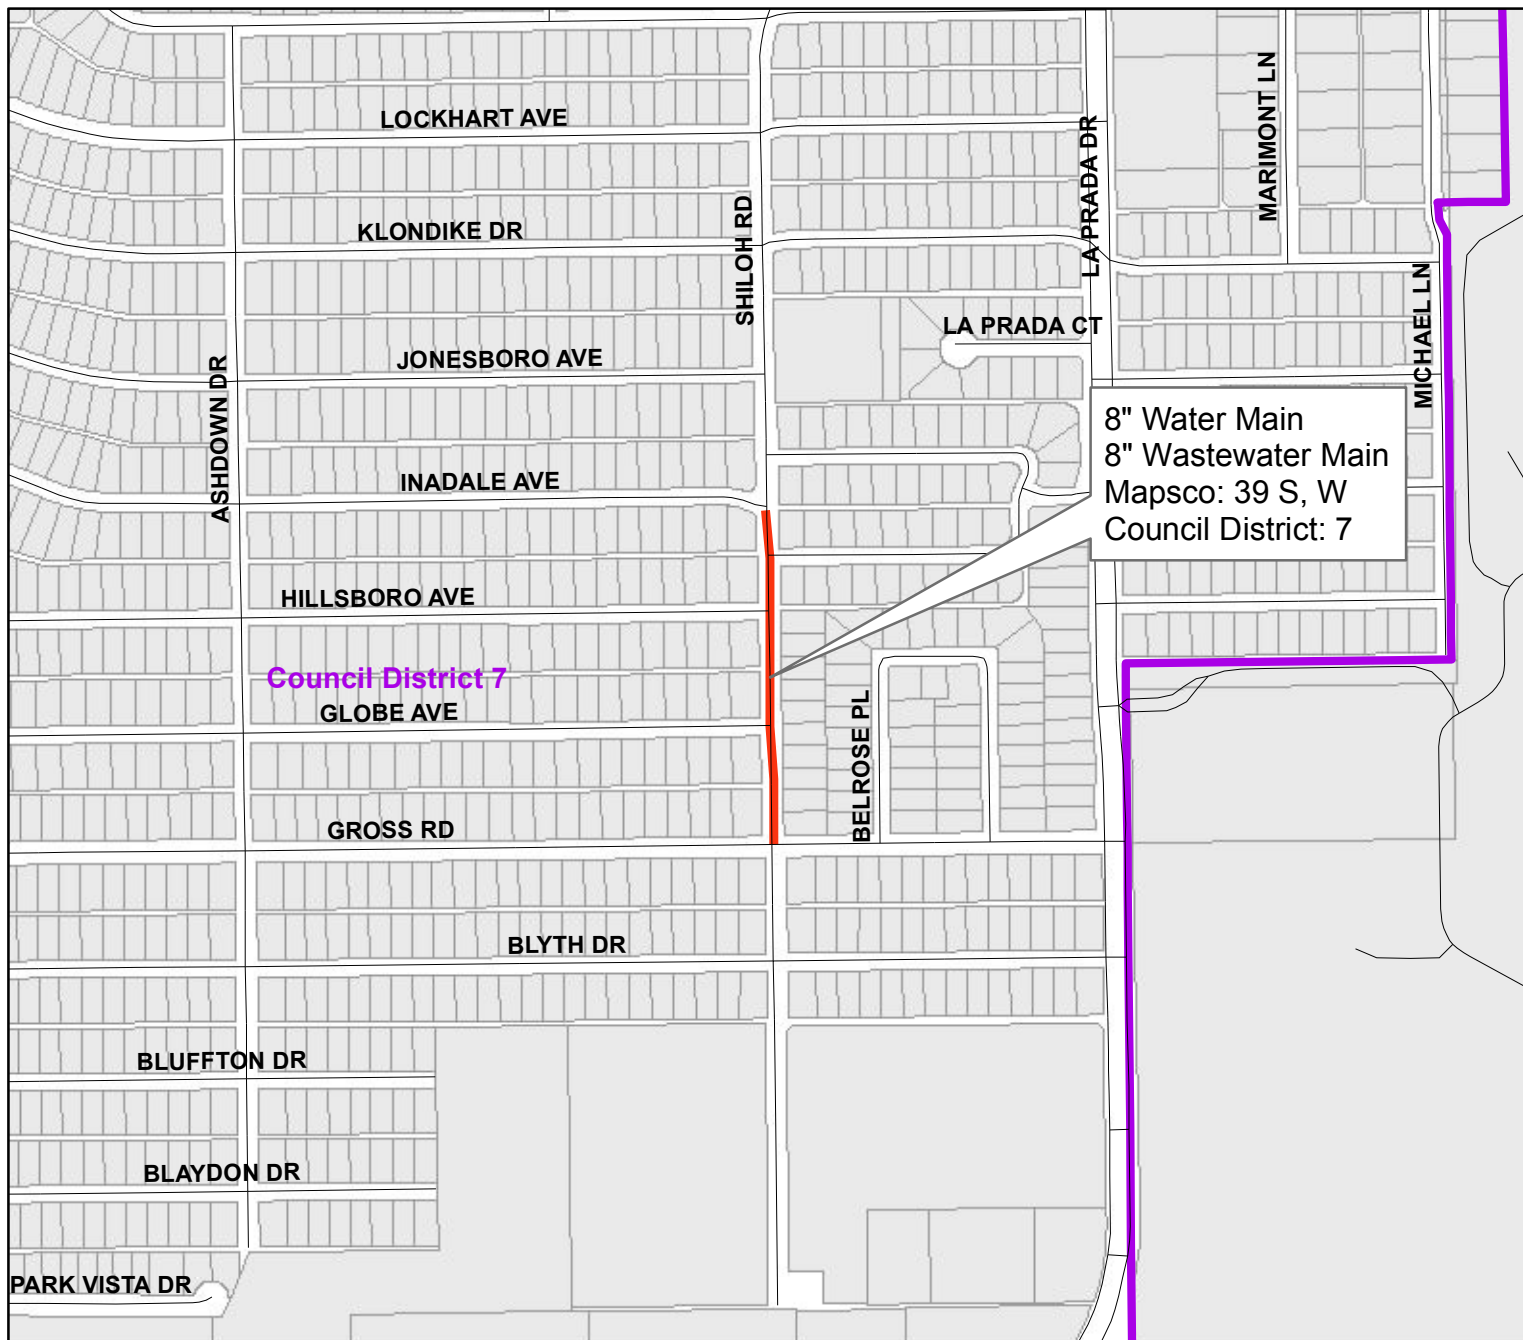 MARIMONT LN
LOCKHART AVE
LA PRADA DR
KLONDIKE DR
SHILOH RD
MICHAEL LN
LA PRADA CT
JONESBORO AVE
ASHDOWN DR
8" Water Main
8" Wastewater Main
Mapsco: 39 S, W
Council District: 7
INADALE AVE
HILLSBORO AVE
Council District 7
GLOBE AVE
BELROSE PL
GROSS RD
BLYTH DR
BLUFFTON DR
BLAYDON DR
PARK VISTA DR